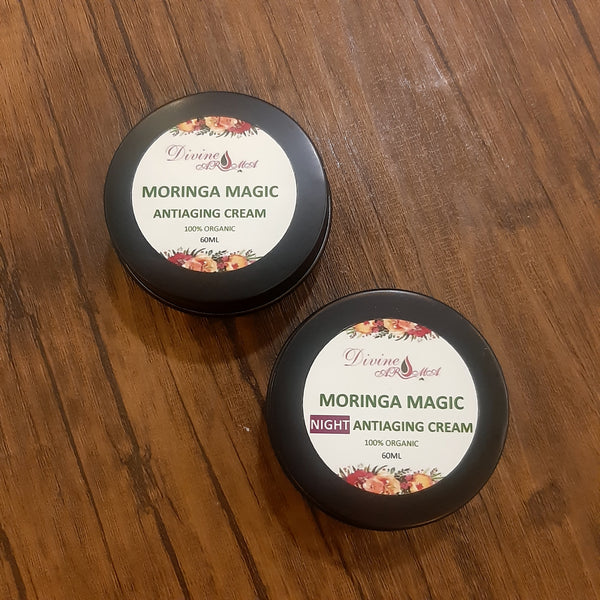 Divine
AROMA
MORINGA MAGIC
ANTIAGING CREAM
100% ORGANIC
60ML
Divine
AROMA
MORINGA MAGIC
NIGHT ANTIAGING CREAM
100% ORGANIC
60ML